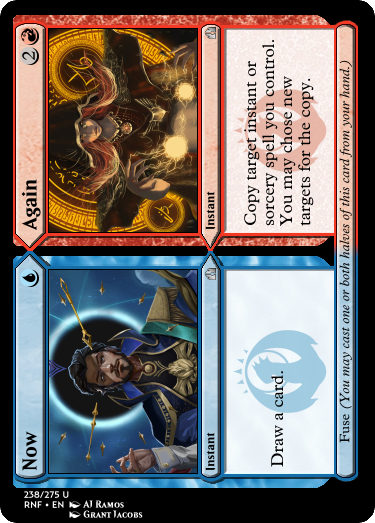 Now
Instant
Draw a card.
Again
2
Instant
Copy target instant or
sorcery spell you control.
You may chose new
targets for the copy.
Fuse (You may cast one or both halves of this card from your hand.)
238/275 U
RNF • EN AJ Ramos
Grant Jacobs